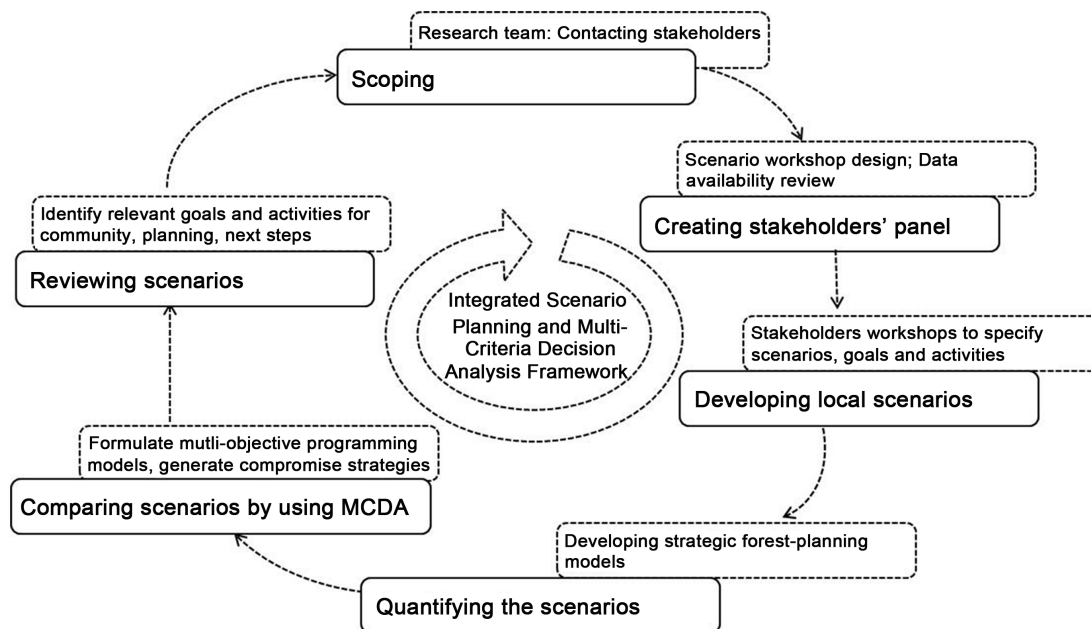 Research team: Contacting stakeholders
Scoping
Scenario workshop design; Data
availability review
Creating stakeholders’ panel
Stakeholders workshops to specify
scenarios, goals and activities
Developing local scenarios
Developing strategic forest-planning
models
Quantifying the scenarios
Formulate mutli-objective programming
models, generate compromise strategies
Comparing scenarios by using MCDA
Identify relevant goals and activities for
community, planning, next steps
Reviewing scenarios
Integrated Scenario
Planning and Multi-
Criteria Decision
Analysis Framework